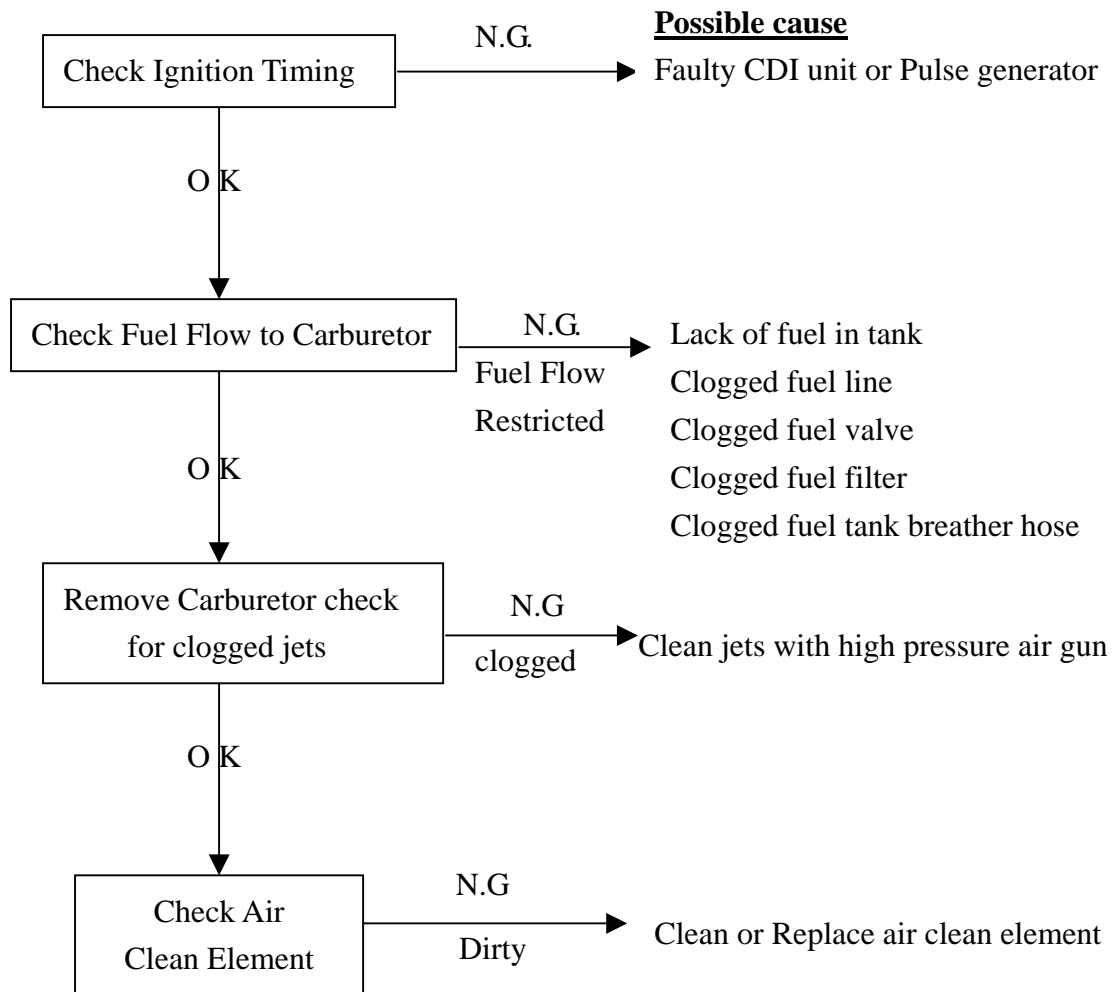 Possible cause
N.G.
Check Ignition Timing
Faulty CDI unit or Pulse generator
O K
Check Fuel Flow to Carburetor
N.G.
Fuel Flow
Restricted
Lack of fuel in tank
Clogged fuel line
Clogged fuel valve
Clogged fuel filter
Clogged fuel tank breather hose
O K
Remove Carburetor check
for clogged jets
N.G
clogged
Clean jets with high pressure air gun
O K
Check Air
Clean Element
N.G
Dirty
Clean or Replace air clean element